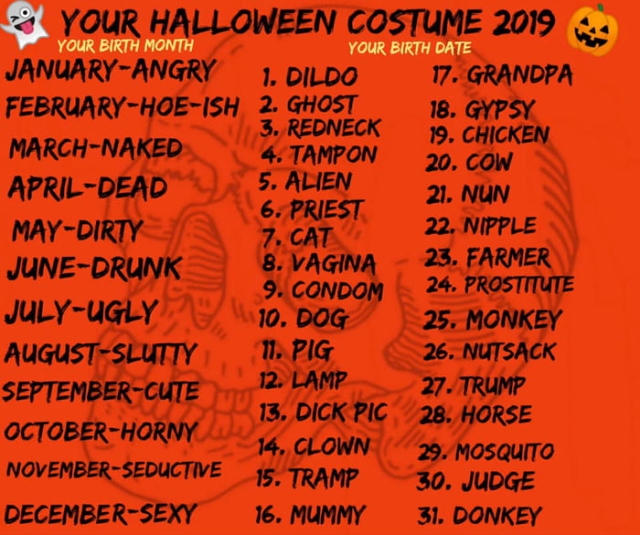 YOUR HALLOWEEN COSTUME 2019
YOUR BIRTH MONTH
JANUARY-ANGRY
FEBRUARY-HOE-ISH
MARCH-NAKED
APRIL-DEAD
MAY-DIRTY
JUNE-DRUNK
JULY-UGLY
AUGUST-SLUTTY
SEPTEMBER-CUTE
OCTOBER-HORNY
NOVEMBER-SEDUCTIVE
DECEMBER-SEXY
YOUR BIRTH DATE
1. DILDO
2. GHOST
3. REDNECK
4. TAMPON
5. ALIEN
6. PRIEST
7. CAT
8. VAGINA
9. CONDOM
10. DOG
11. PIG
12. LAMP
13. DICK PIC
14. CLOWN
15. TRAMP
16. MUMMY
17. GRANDPA
18. GYPSY
19. CHICKEN
20. COW
21. NUN
22. NIPPLE
23. FARMER
24. PROSTITUTE
25. MONKEY
26. NUTSACK
27. TRUMP
28. HORSE
29. MOSQUITO
30. JUDGE
31. DONKEY